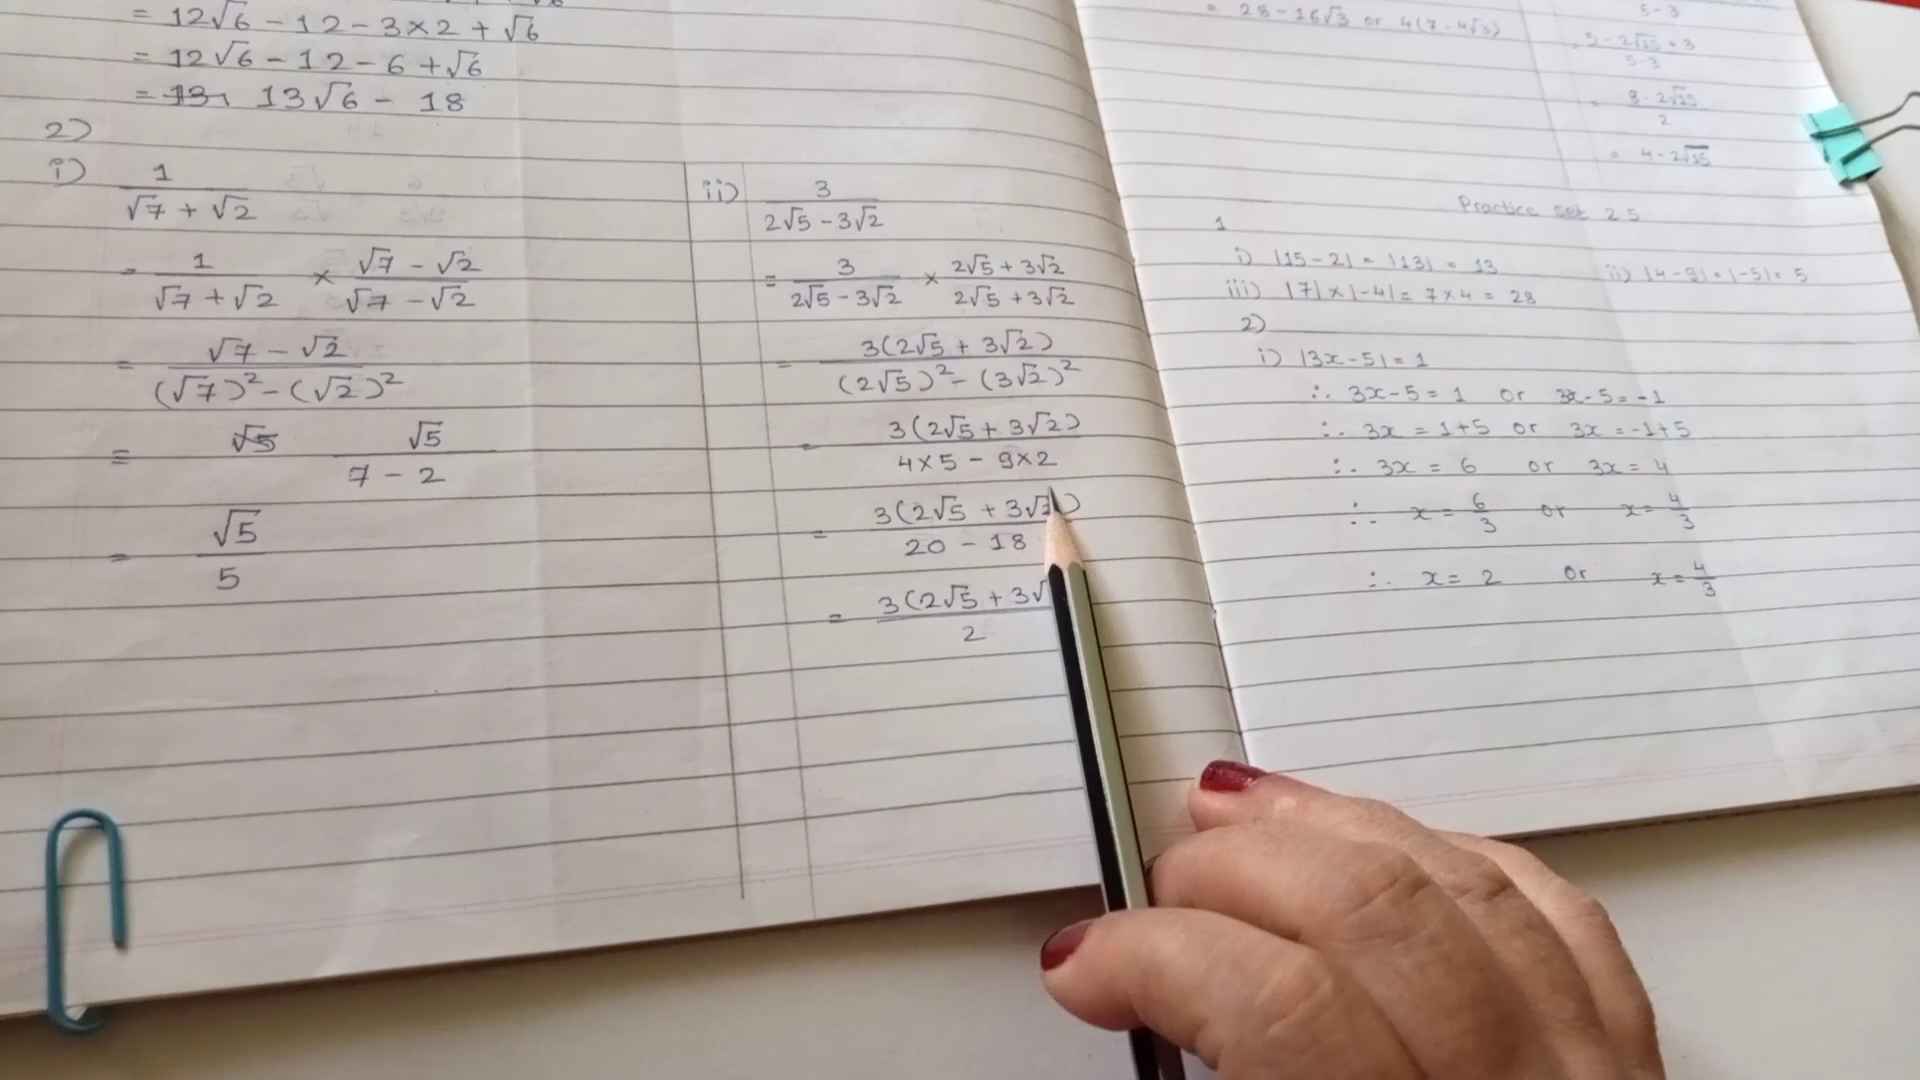 = 12√6 - 12 - 3×2 + √6
= 12√6 - 12 - 6 + √6
= 13√6 - 18
2)
i) 1/(√7 + √2)
= 1/(√7 + √2) × (√7 - √2)/(√7 - √2)
= (√7 - √2)/((√7)² - (√2)²)
= √5 √5/(7 - 2)
= √5/5
ii) 3/(2√5 - 3√2)
= 3/(2√5 - 3√2) × (2√5 + 3√2)/(2√5 + 3√2)
= 3(2√5 + 3√2)/((2√5)² - (3√2)²)
= 3(2√5 + 3√2)/(4×5 - 9×2)
= 3(2√5 + 3√2)/(20 - 18)
= 3(2√5 + 3√/2
= 28 - 16√3 or 4(7 - 4√3)
5-3
5-3
2
= 4 - 2√15
Practice set 2 5
1
i) |15 - 2| = |13| = 13
ii) |4 - 9| = |-5| = 5
iii) |7| × |-4| = 7 × 4 = 28
2)
i) |3x - 5| = 1
∴ 3x - 5 = 1 or 3x - 5 = -1
∴ 3x = 1+5 or 3x = -1+5
∴ 3x = 6 or 3x = 4
∴ x = 6/3 or x = 4/3
∴ x = 2 or x = 4/3